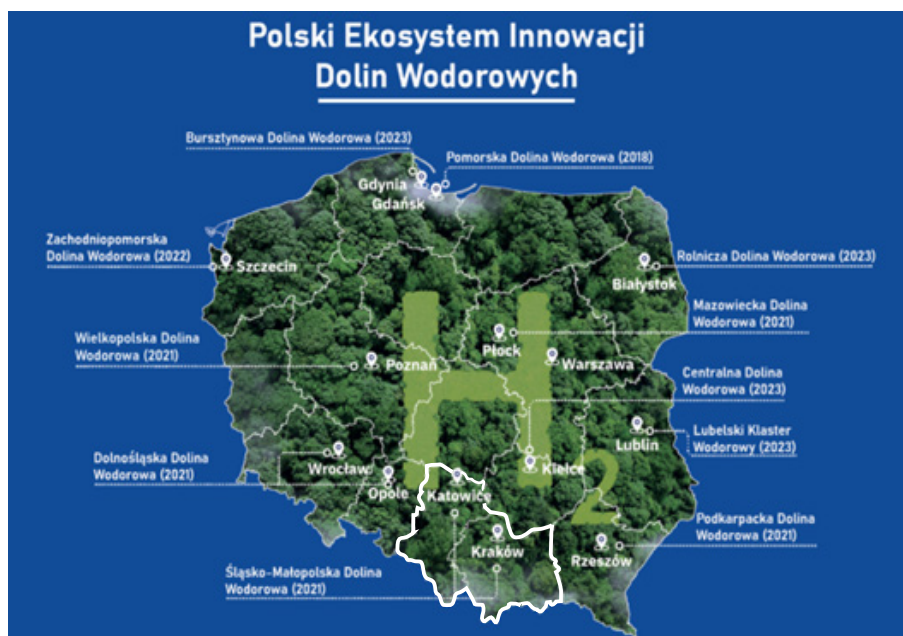 Polski Ekosystem Innowacji
Dolin Wodorowych
Bursztynowa Dolina Wodorowa (2023)
Pomorska Dolina Wodorowa (2018)
Gdynia
Gdańsk
Zachodniopomorska
Dolina Wodorowa (2022)
Szczecin
Rolnicza Dolina Wodorowa (2023)
Białystok
Mazowiecka Dolina
Wodorowa (2021)
Płock
Wielkopolska Dolina
Wodorowa (2021)
Poznań
Warszawa
Centralna Dolina
Wodorowa (2023)
H2
Lublin
Lubelski Klaster
Wodorowy (2023)
Dolnośląska Dolina
Wodorowa (2021)
Wrocław
Opole
Katowice
Kielce
Podkarpacka Dolina
Wodorowa (2021)
Kraków
Rzeszów
Śląsko-Małopolska Dolina
Wodorowa (2021)